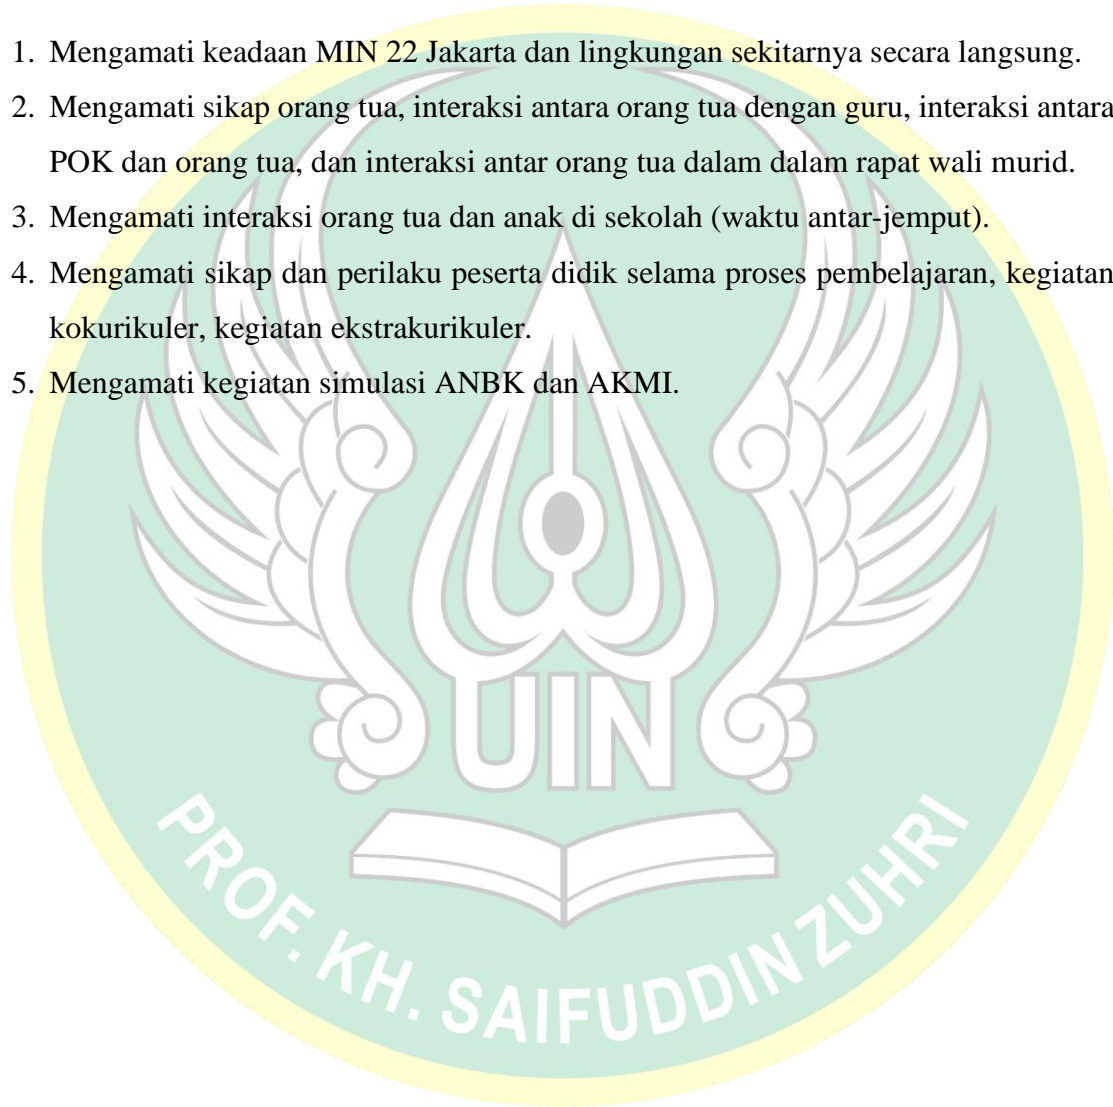 1. Mengamati keadaan MIN 22 Jakarta dan lingkungan sekitarnya secara langsung.
2. Mengamati sikap orang tua, interaksi antara orang tua dengan guru, interaksi antara
POK dan orang tua, dan interaksi antar orang tua dalam dalam rapat wali murid.
3. Mengamati interaksi orang tua dan anak di sekolah (waktu antar-jemput).
4. Mengamati sikap dan perilaku peserta didik selama proses pembelajaran, kegiatan
kokurikuler, kegiatan ekstrakurikuler.
5. Mengamati kegiatan simulasi ANBK dan AKMI.
UIN
PROF. KH. SAIFUDDIN ZUHRI